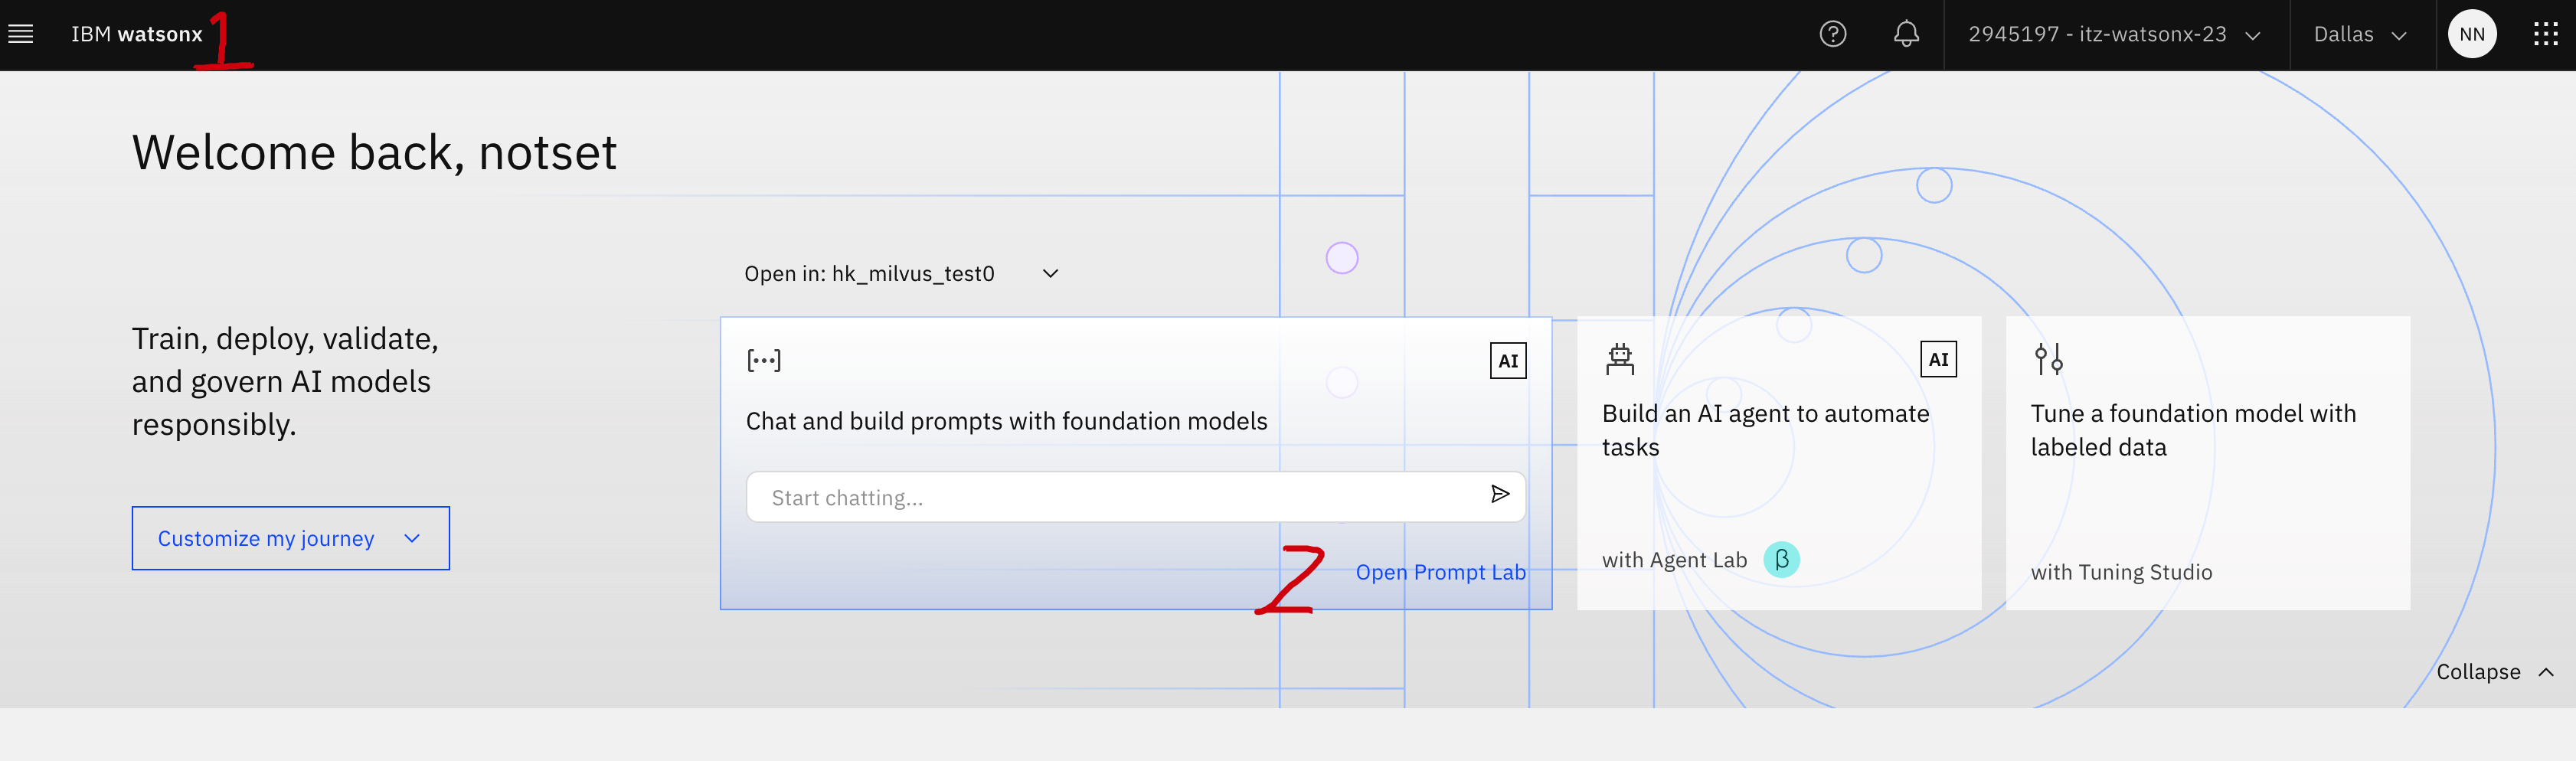 IBM watsonx 1
2945197 - itz-watsonx-23
Dallas
NN
Welcome back, notset
Open in: hk_milvus_test0
Train, deploy, validate,
and govern AI models
responsibly.
Customize my journey
[...]
AI
Chat and build prompts with foundation models
Start chatting...
2
Open Prompt Lab
AI
Build an AI agent to automate
tasks
with Agent Lab β
Tune a foundation model with
labeled data
with Tuning Studio
Collapse